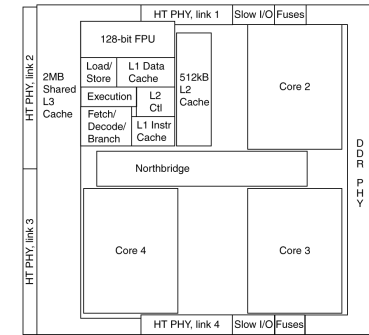 HT PHY, link 1
Slow I/O
Fuses
HT PHY, link 2
2MB
Shared
L3
Cache
128-bit FPU
Load/
Store
L1 Data
Cache
Execution
L2
Ctl
Fetch/
Decode/
Branch
L1 Instr
Cache
512kB
L2
Cache
Core 2
Northbridge
DDR PHY
HT PHY, link 3
Core 4
Core 3
HT PHY, link 4
Slow I/O
Fuses